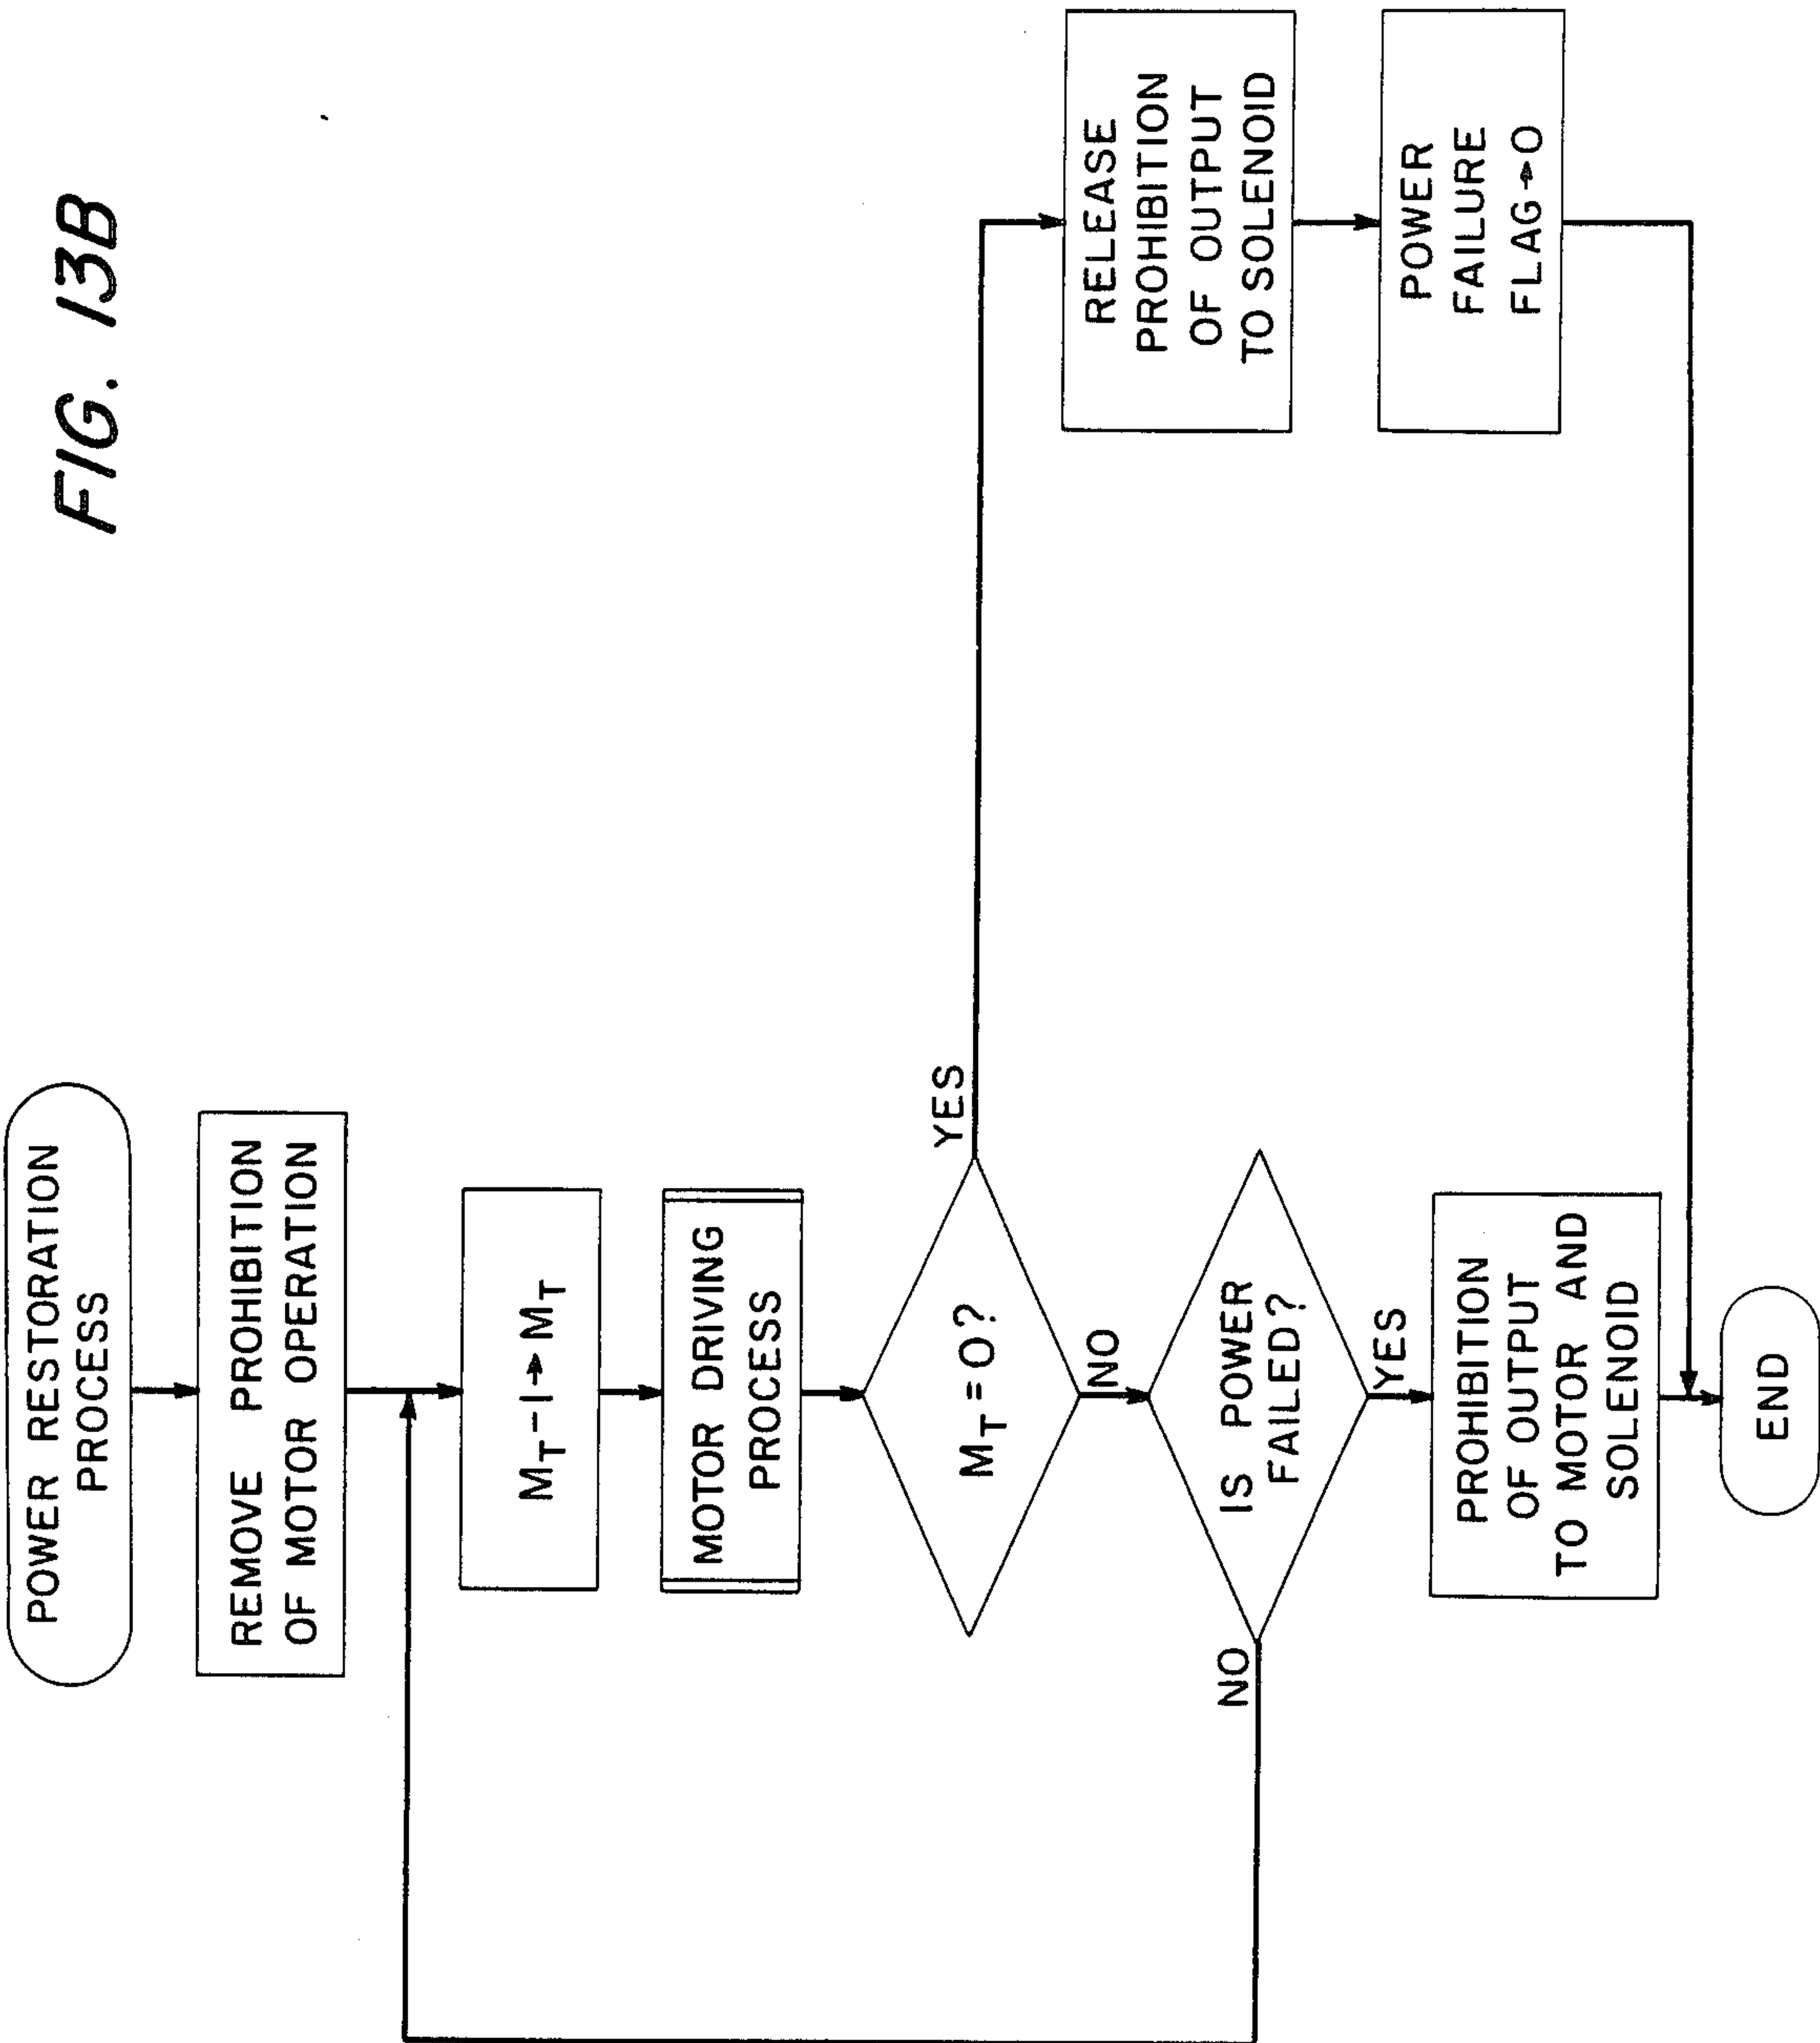 FIG. 13B
POWER RESTORATION
PROCESS
REMOVE PROHIBITION
OF MOTOR OPERATION
M_T-1→M_T
MOTOR DRIVING
PROCESS
M_T=0?
YES
NO
IS POWER
FAILED?
NO
YES
PROHIBITION
OF OUTPUT
TO MOTOR AND
SOLENOID
RELEASE
PROHIBITION
OF OUTPUT
TO SOLENOID
POWER
FAILURE
FLAG→0
END